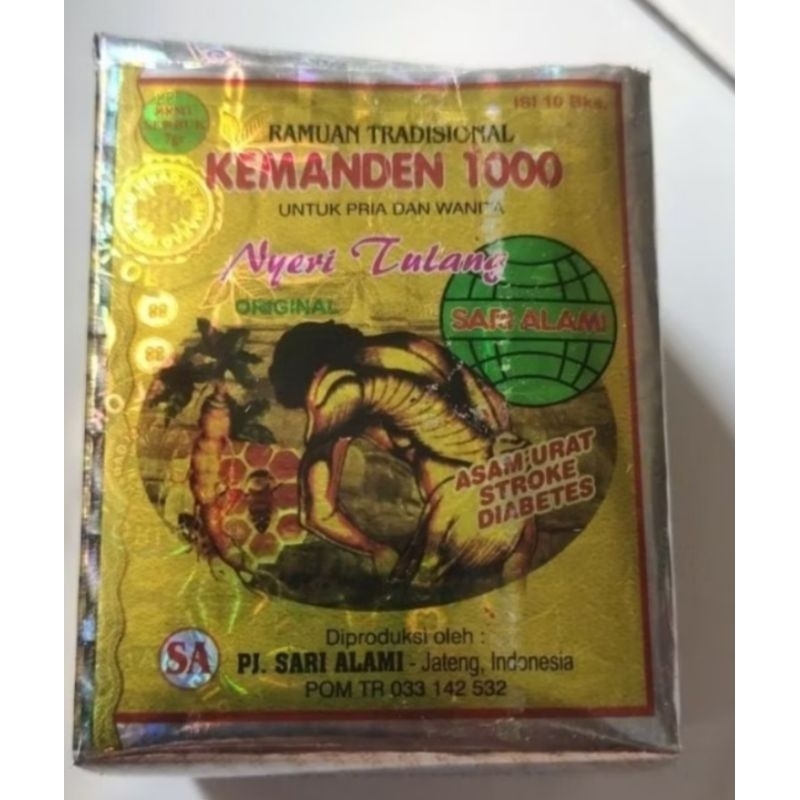 ISI 10 Bks.
RAMUAN TRADISIONAL
KEMANDEN 1000
UNTUK PRIA DAN WANITA
Nyeri Tulang
ORIGINAL
SARI ALAMI
ASAM URAT
STROKE
DIABETES
Diproduksi oleh :
SA
PJ. SARI ALAMI - Jateng, Indonesia
POM TR 033 142 532